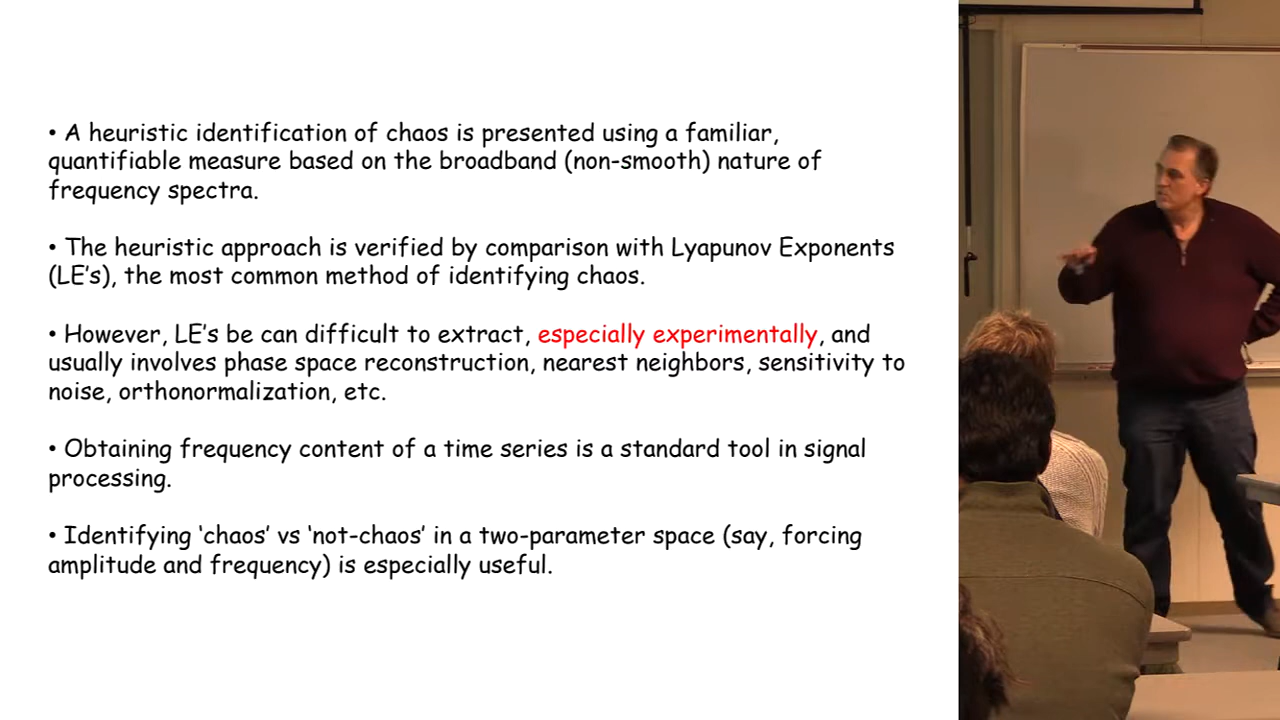 • A heuristic identification of chaos is presented using a familiar,
quantifiable measure based on the broadband (non-smooth) nature of
frequency spectra.
• The heuristic approach is verified by comparison with Lyapunov Exponents
(LE’s), the most common method of identifying chaos.
• However, LE’s be can difficult to extract, especially experimentally, and
usually involves phase space reconstruction, nearest neighbors, sensitivity to
noise, orthonormalization, etc.
• Obtaining frequency content of a time series is a standard tool in signal
processing.
• Identifying ‘chaos’ vs ‘not-chaos’ in a two-parameter space (say, forcing
amplitude and frequency) is especially useful.